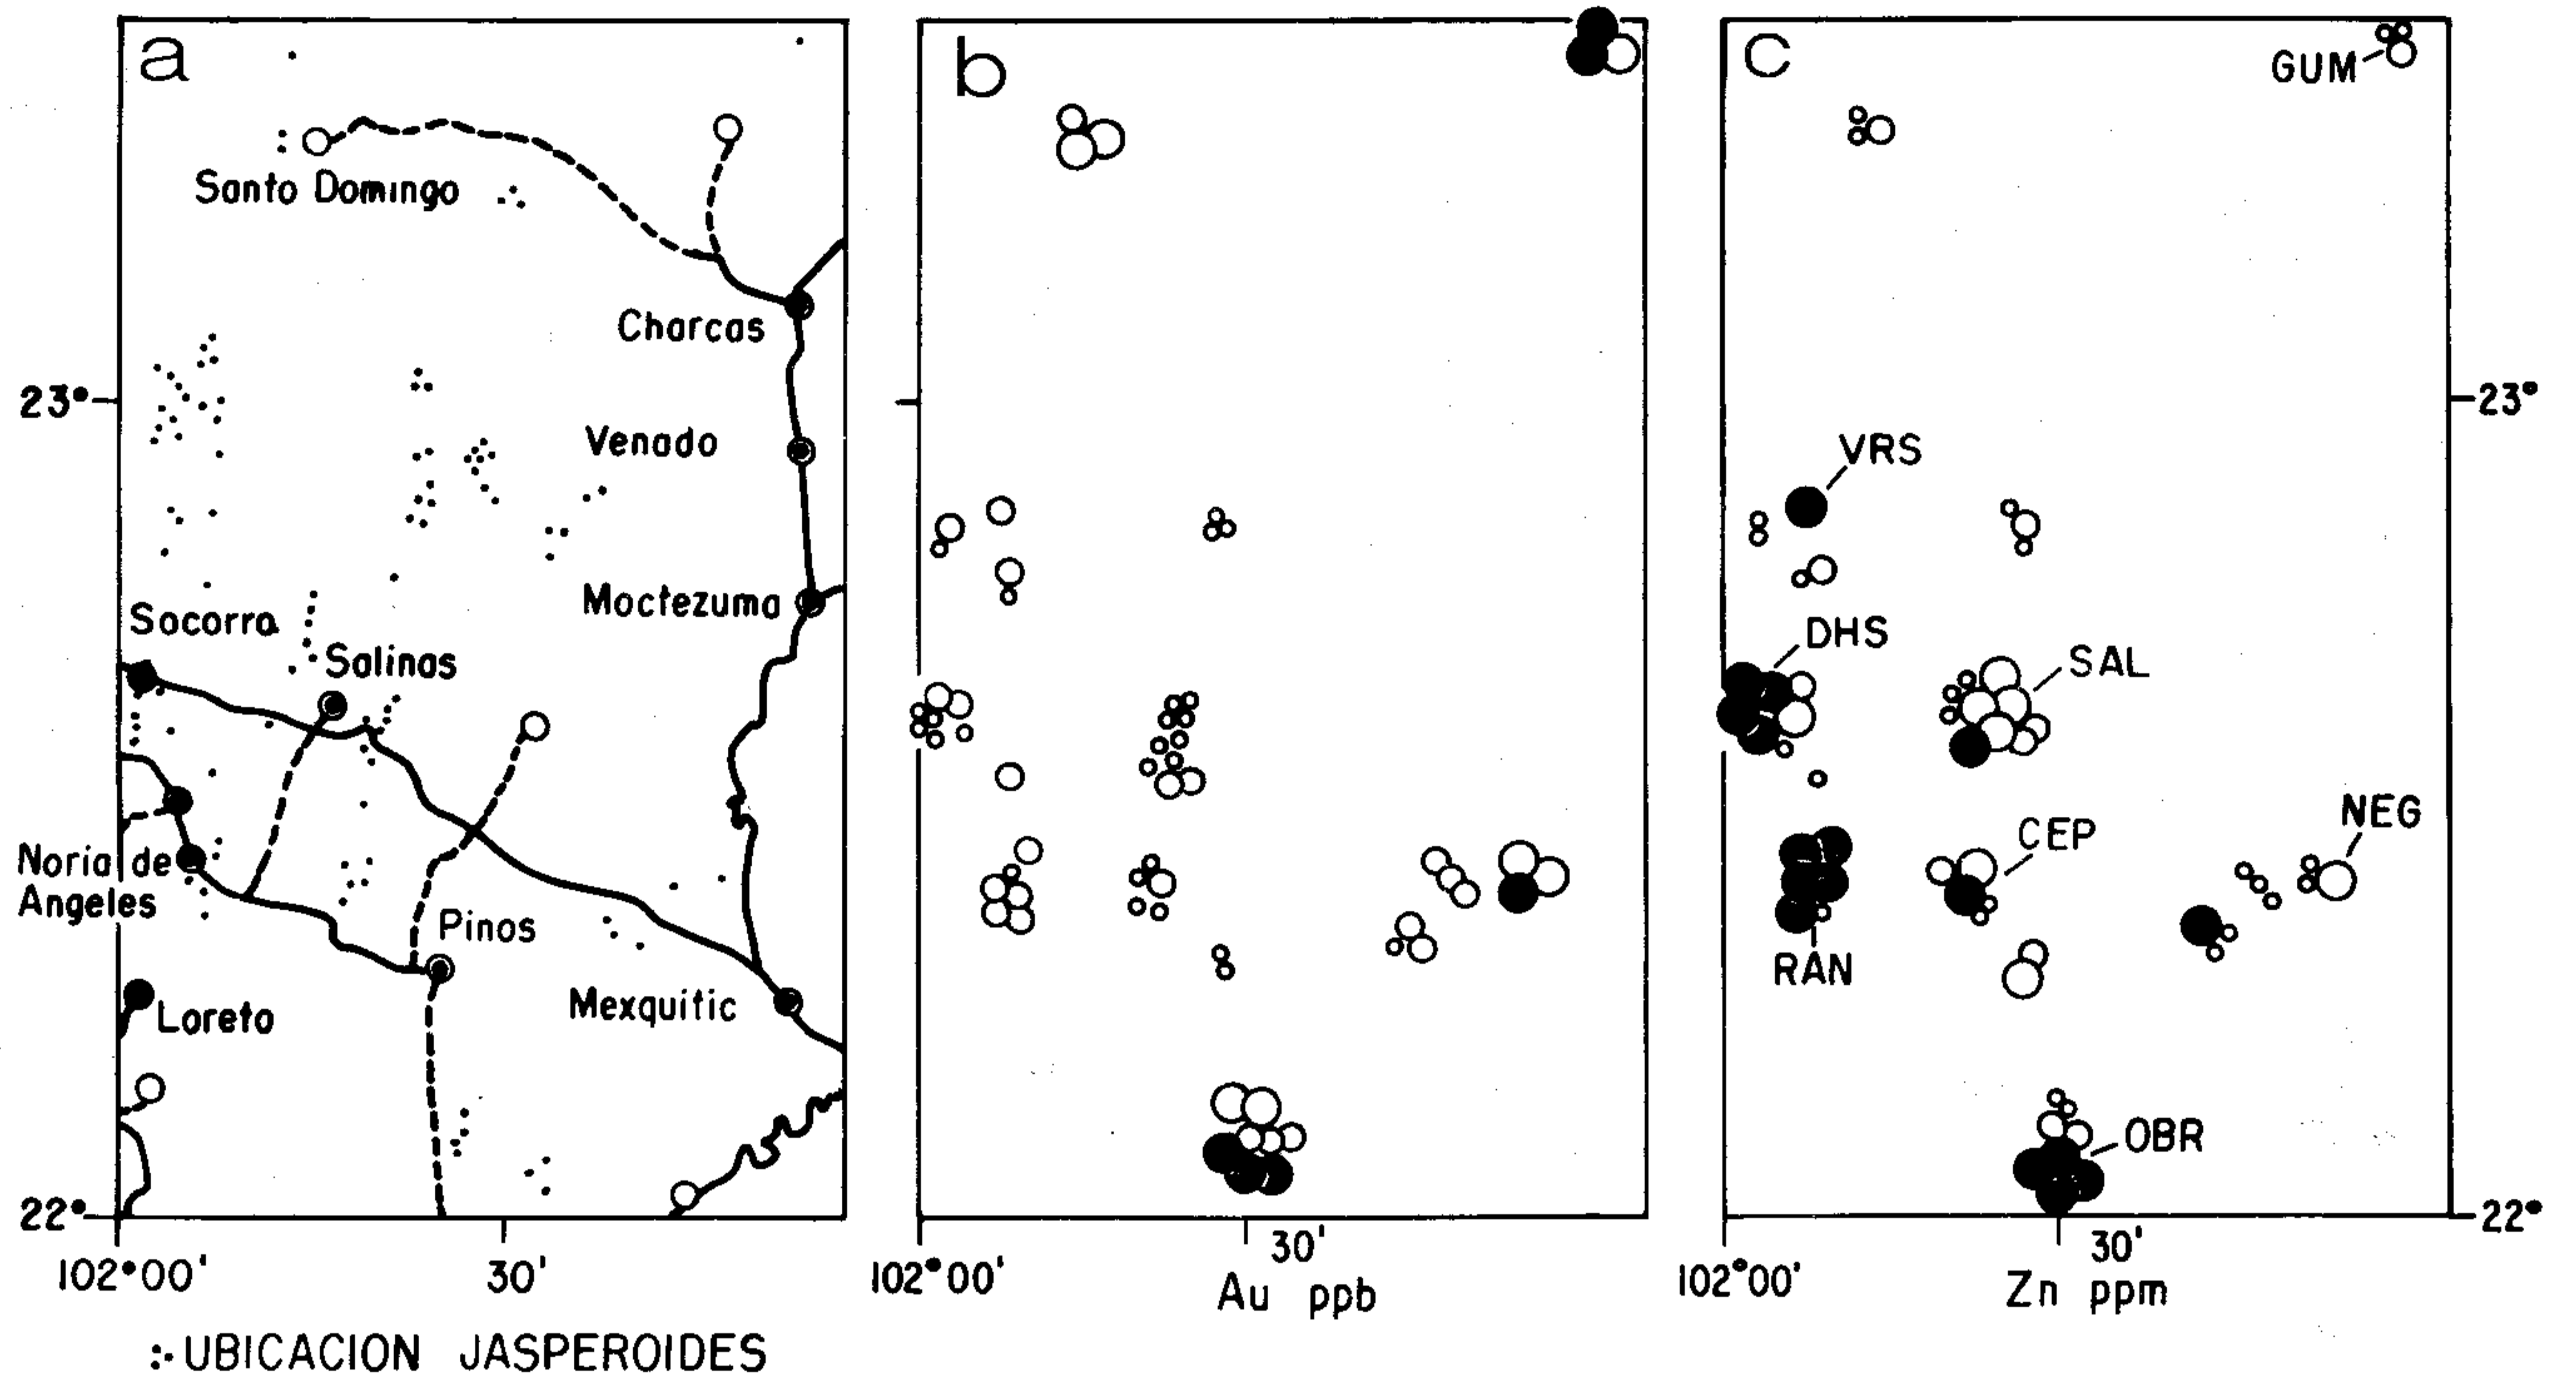 a
Santo Domingo
Charcas
23°
Venado
Moctezuma
Socorro
Salinas
Noria de
Angeles
Pinos
Loreto
Mexquitic
22°
102°00'
30'
:· UBICACION JASPEROIDES
b
102°00'
30'
Au ppb
c
GUM
23°
VRS
DHS
SAL
NEG
CEP
RAN
OBR
22°
102°00'
30'
Zn ppm